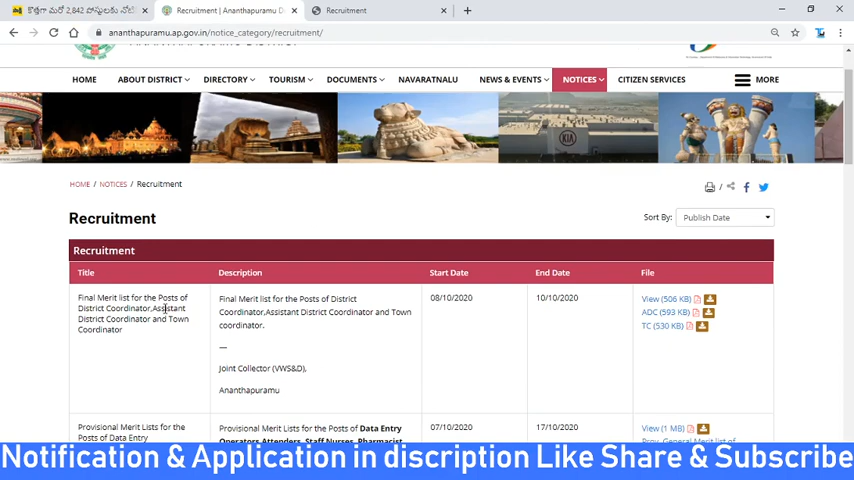 కొత్తగా మరో 2,842 పోస్టులకు నోటి
Recruitment | Ananthapuramu D
Recruitment
ananthapuramu.ap.gov.in/notice_category/recruitment/
HOME ABOUT DISTRICT DIRECTORY TOURISM DOCUMENTS NAVARATNALU NEWS & EVENTS NOTICES CITIZEN SERVICES MORE
KIA
HOME / NOTICES / Recruitment
Recruitment
Sort By: Publish Date
Recruitment
Title Description Start Date End Date File
Final Merit list for the Posts of
District Coordinator,Assistant
District Coordinator and Town
Coordinator
Final Merit list for the Posts of District
Coordinator,Assistant District Coordinator and Town
coordinator.
—
Joint Collector (VWS&D),
Ananthapuramu
08/10/2020
10/10/2020
View (506 KB)
ADC (593 KB)
TC (530 KB)
Provisional Merit Lists for the
Posts of Data Entry
Provisional Merit Lists for the Posts of Data Entry
Operators,Attenders, Staff Nurses, Pharmacist
07/10/2020
17/10/2020
View (1 MB)
Prov. General Merit list of
Notification & Application in discription Like Share & Subscribe